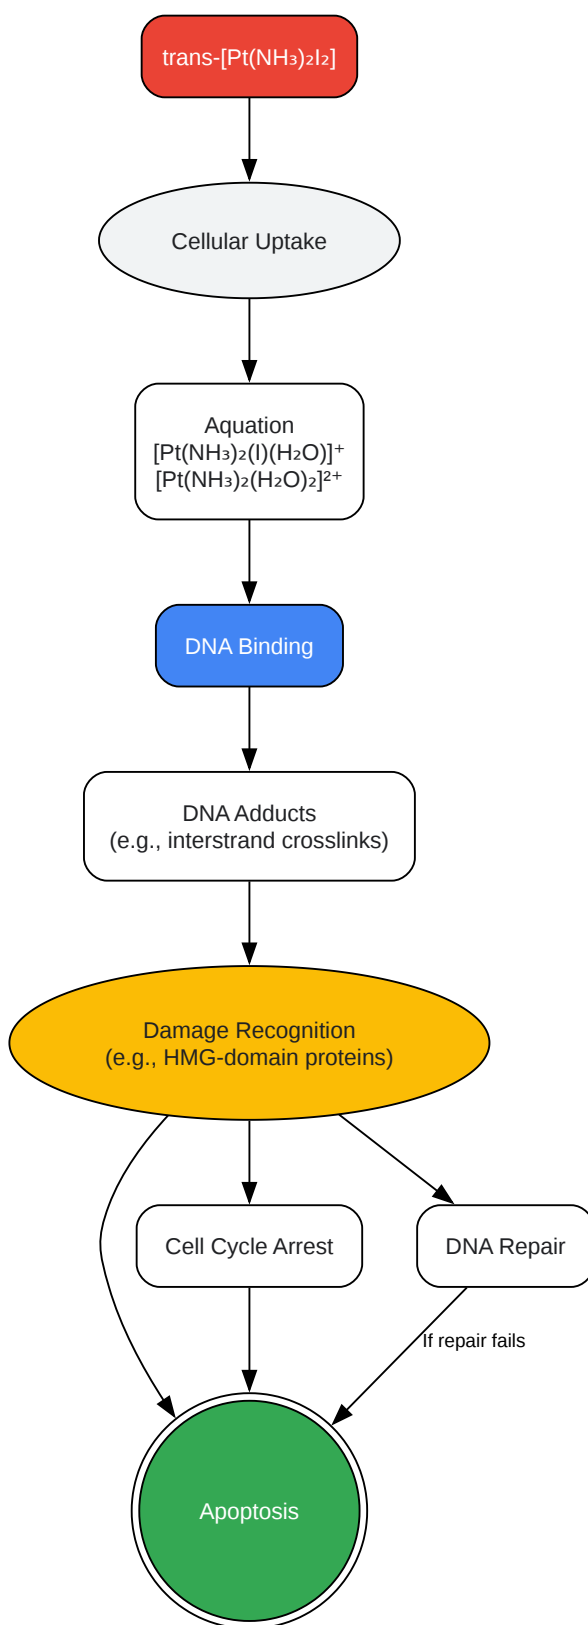 trans-[Pt(NH₃)₂I₂]
Cellular Uptake
Aquation
[Pt(NH₃)₂(I)(H₂O)]⁺
[Pt(NH₃)₂(H₂O)₂]²⁺
DNA Binding
DNA Adducts
(e.g., interstrand crosslinks)
Damage Recognition
(e.g., HMG-domain proteins)
Cell Cycle Arrest
DNA Repair
If repair fails
Apoptosis